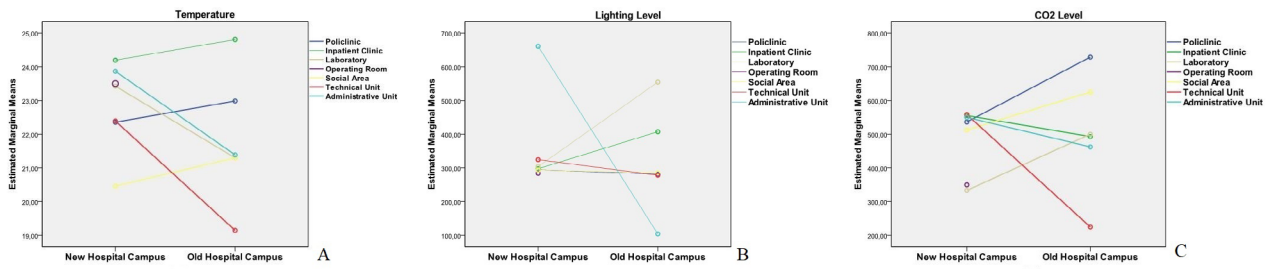 Temperature
Estimated Marginal Means
25,00
24,00
23,00
22,00
21,00
20,00
19,00
New Hospital Campus
Old Hospital Campus
Policlinic
Inpatient Clinic
Laboratory
Operating Room
Social Area
Technical Unit
Administrative Unit
A
Lighting Level
Estimated Marginal Means
700,00
600,00
500,00
400,00
300,00
200,00
100,00
New Hospital Campus
Old Hospital Campus
Policlinic
Inpatient Clinic
Laboratory
Operating Room
Social Area
Technical Unit
Administrative Unit
B
CO2 Level
Estimated Marginal Means
800,00
700,00
600,00
500,00
400,00
300,00
200,00
New Hospital Campus
Old Hospital Campus
Policlinic
Inpatient Clinic
Laboratory
Operating Room
Social Area
Technical Unit
Administrative Unit
C